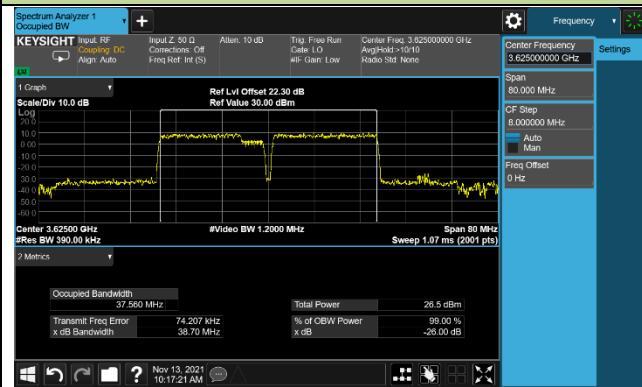 Spectrum Analyzer 1
Occupied BW
Frequency
KEYSIGHT
Input: RF
Coupling: DC
Align: Auto
Input Z: 50 Ω
Corrections: Off
Freq Ref: Int (S)
Atten: 10 dB
Trig: Free Run
Gate: LO
#IF Gain: Low
Center Freq: 3.625000000 GHz
Avg|Hold:>10/10
Radio Std: None
LXI
Center Frequency
3.625000000 GHz
Settings
Span
80.000 MHz
CF Step
8.000000 MHz
Auto
Man
Freq Offset
0 Hz
1 Graph
Scale/Div 10.0 dB
Ref Lvl Offset 22.30 dB
Ref Value 30.00 dBm
Log
20.0
10.0
0.00
-10.0
-20.0
-30.0
-40.0
-50.0
-60.0
Center 3.62500 GHz
#Video BW 1.2000 MHz
Span 80 MHz
#Res BW 390.00 kHz
Sweep 1.07 ms (2001 pts)
2 Metrics
Occupied Bandwidth
37.560 MHz
Total Power
26.5 dBm
Transmit Freq Error
74.207 kHz
% of OBW Power
99.00 %
x dB Bandwidth
38.70 MHz
x dB
-26.00 dB
Nov 13, 2021
10:17:21 AM